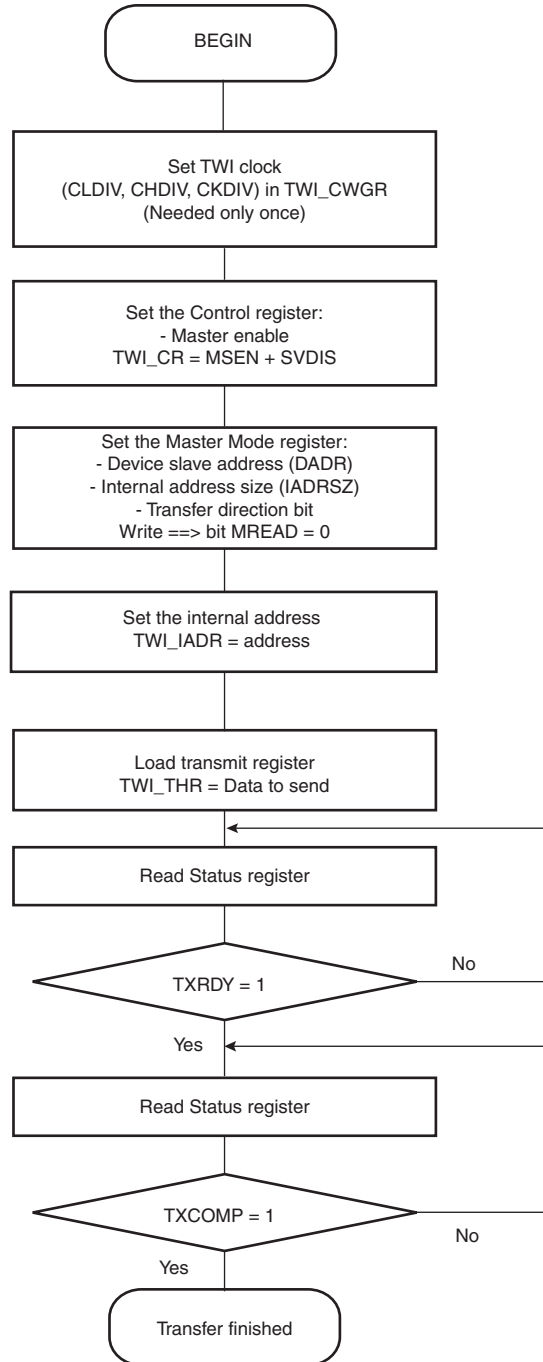 BEGIN
Set TWI clock
(CLDIV, CHDIV, CKDIV) in TWI_CWGR
(Needed only once)
Set the Control register:
- Master enable
TWI_CR = MSEN + SVDIS
Set the Master Mode register:
- Device slave address (DADR)
- Internal address size (IADRSZ)
- Transfer direction bit
Write ==> bit MREAD = 0
Set the internal address
TWI_IADR = address
Load transmit register
TWI_THR = Data to send
Read Status register
TXRDY = 1
No
Yes
Read Status register
TXCOMP = 1
No
Yes
Transfer finished